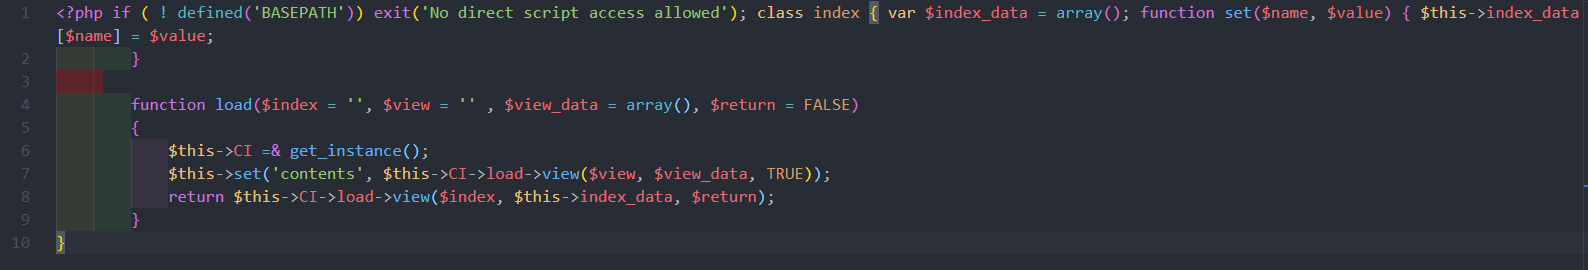 1 <?php if ( ! defined('BASEPATH')) exit('No direct script access allowed'); class index { var $index_data = array(); function set($name, $value) { $this->index_data
[$name] = $value;
2 }
3
4 function load($index = '', $view = '' , $view_data = array(), $return = FALSE)
5 {
6 $this->CI =& get_instance();
7 $this->set('contents', $this->CI->load->view($view, $view_data, TRUE));
8 return $this->CI->load->view($index, $this->index_data, $return);
9 }
10 }